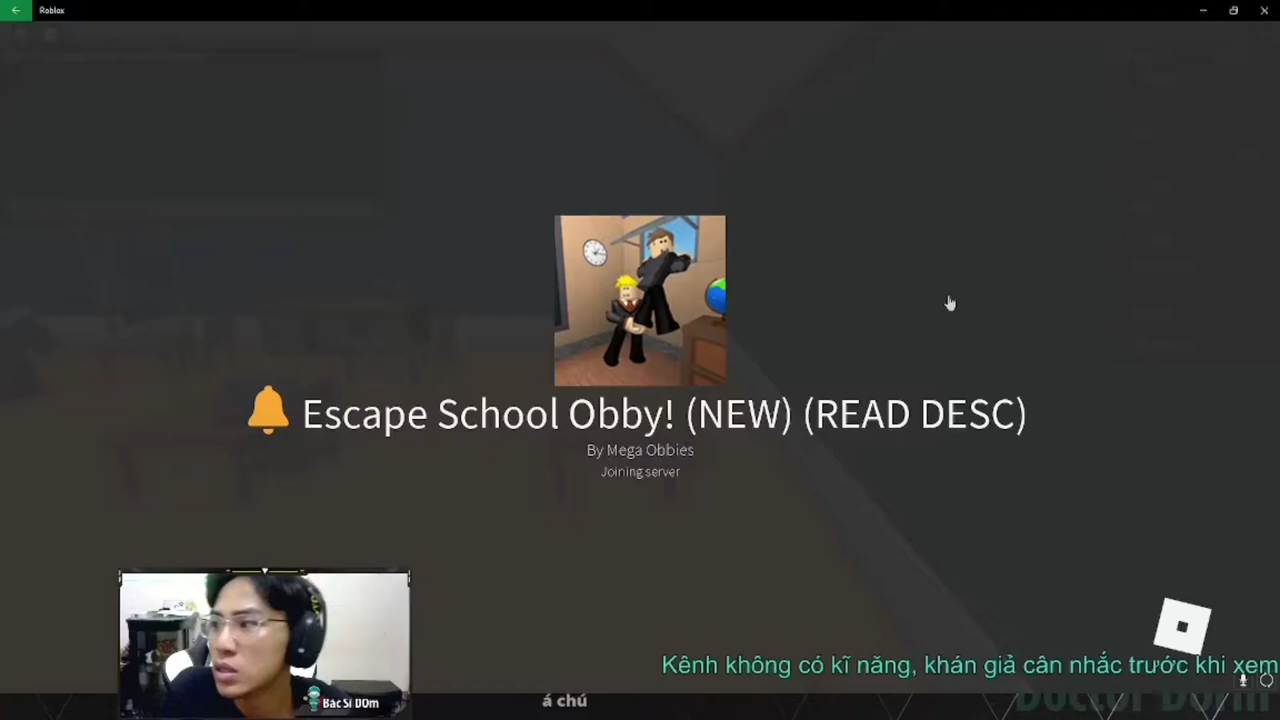 Roblox
Escape School Obby! (NEW) (READ DESC)
By Mega Obbies
Joining server
Kênh không có kĩ năng, khán giả cân nhắc trước khi xem
Bác Sĩ DOm
á chú